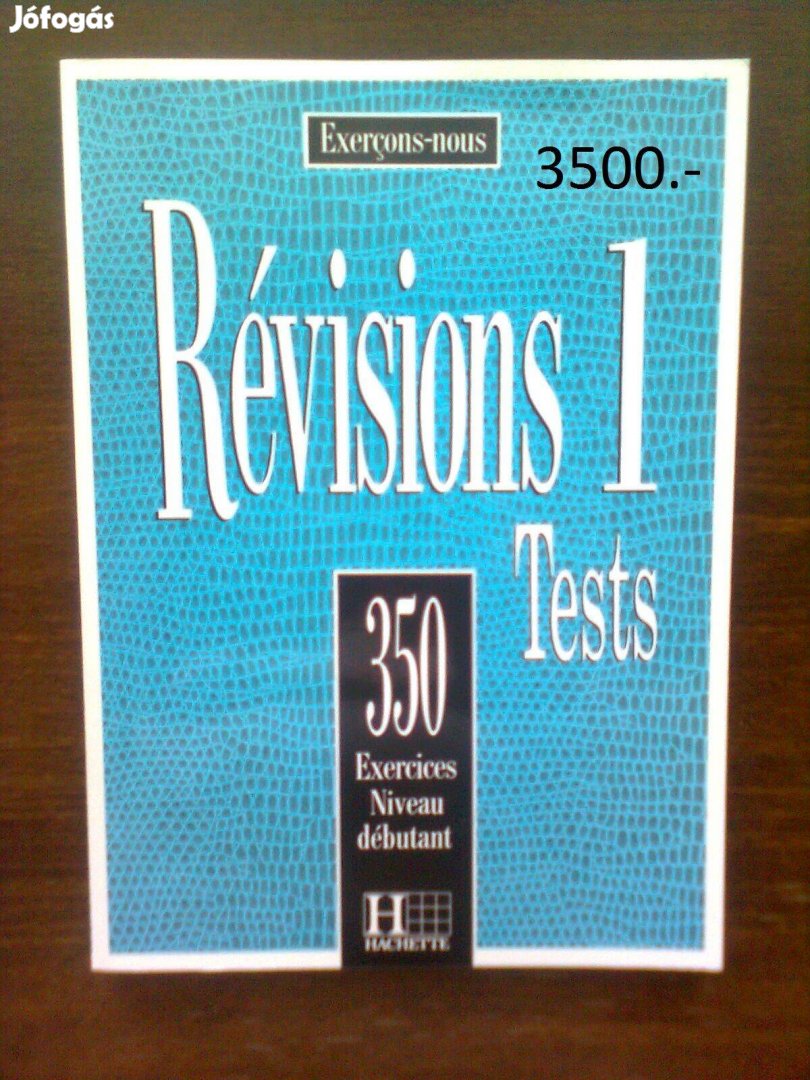 Jófogás
Exerçons-nous
3500.-
Révisions 1
Tests
350
Exercices
Niveau
débutant
H
HACHETTE